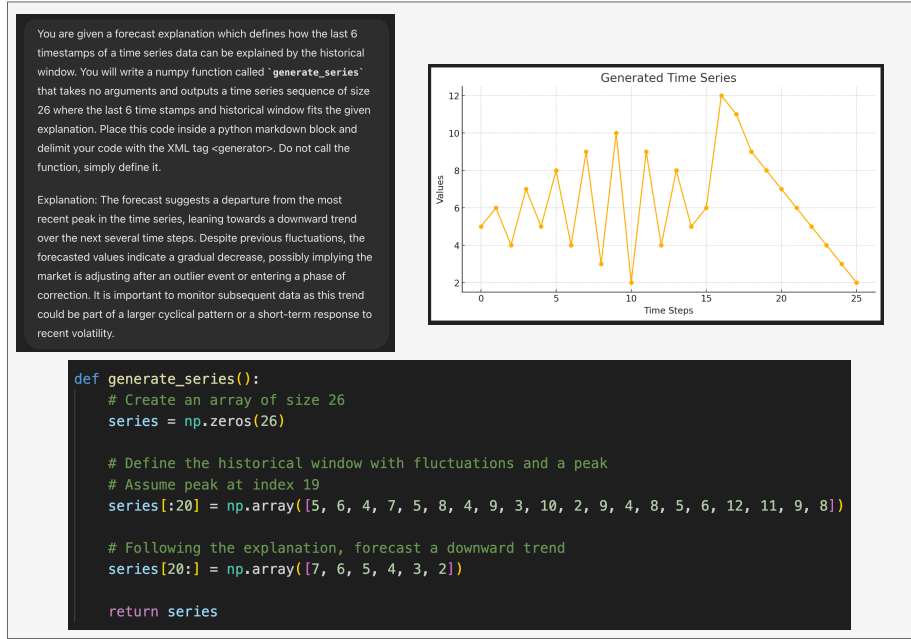 You are given a forecast explanation which defines how the last 6
timestamps of a time series data can be explained by the historical
window. You will write a numpy function called `generate_series`
that takes no arguments and outputs a time series sequence of size
26 where the last 6 time stamps and historical window fits the given
explanation. Place this code inside a python markdown block and
delimit your code with the XML tag <generator>. Do not call the
function, simply define it.
Explanation: The forecast suggests a departure from the most
recent peak in the time series, leaning towards a downward trend
over the next several time steps. Despite previous fluctuations, the
forecasted values indicate a gradual decrease, possibly implying the
market is adjusting after an outlier event or entering a phase of
correction. It is important to monitor subsequent data as this trend
could be part of a larger cyclical pattern or a short-term response to
recent volatility.
Generated Time Series
Values
12
10
8
6
4
2
0 5 10 15 20 25
Time Steps
def generate_series():
# Create an array of size 26
series = np.zeros(26)
# Define the historical window with fluctuations and a peak
# Assume peak at index 19
series[:20] = np.array([5, 6, 4, 7, 5, 8, 4, 9, 3, 10, 2, 9, 4, 8, 5, 6, 12, 11, 9, 8])
# Following the explanation, forecast a downward trend
series[20:] = np.array([7, 6, 5, 4, 3, 2])
return series